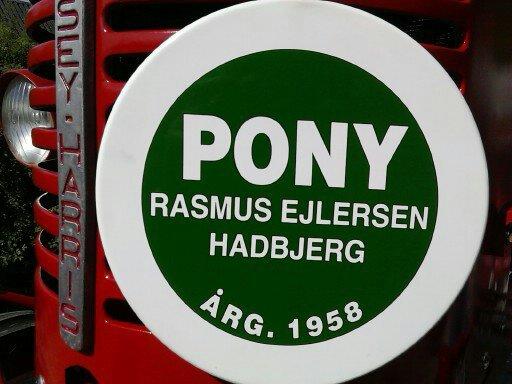 SEY-HARRIS
PONY
RASMUS EJLERSEN
HADBJERG
ÅRG. 1958